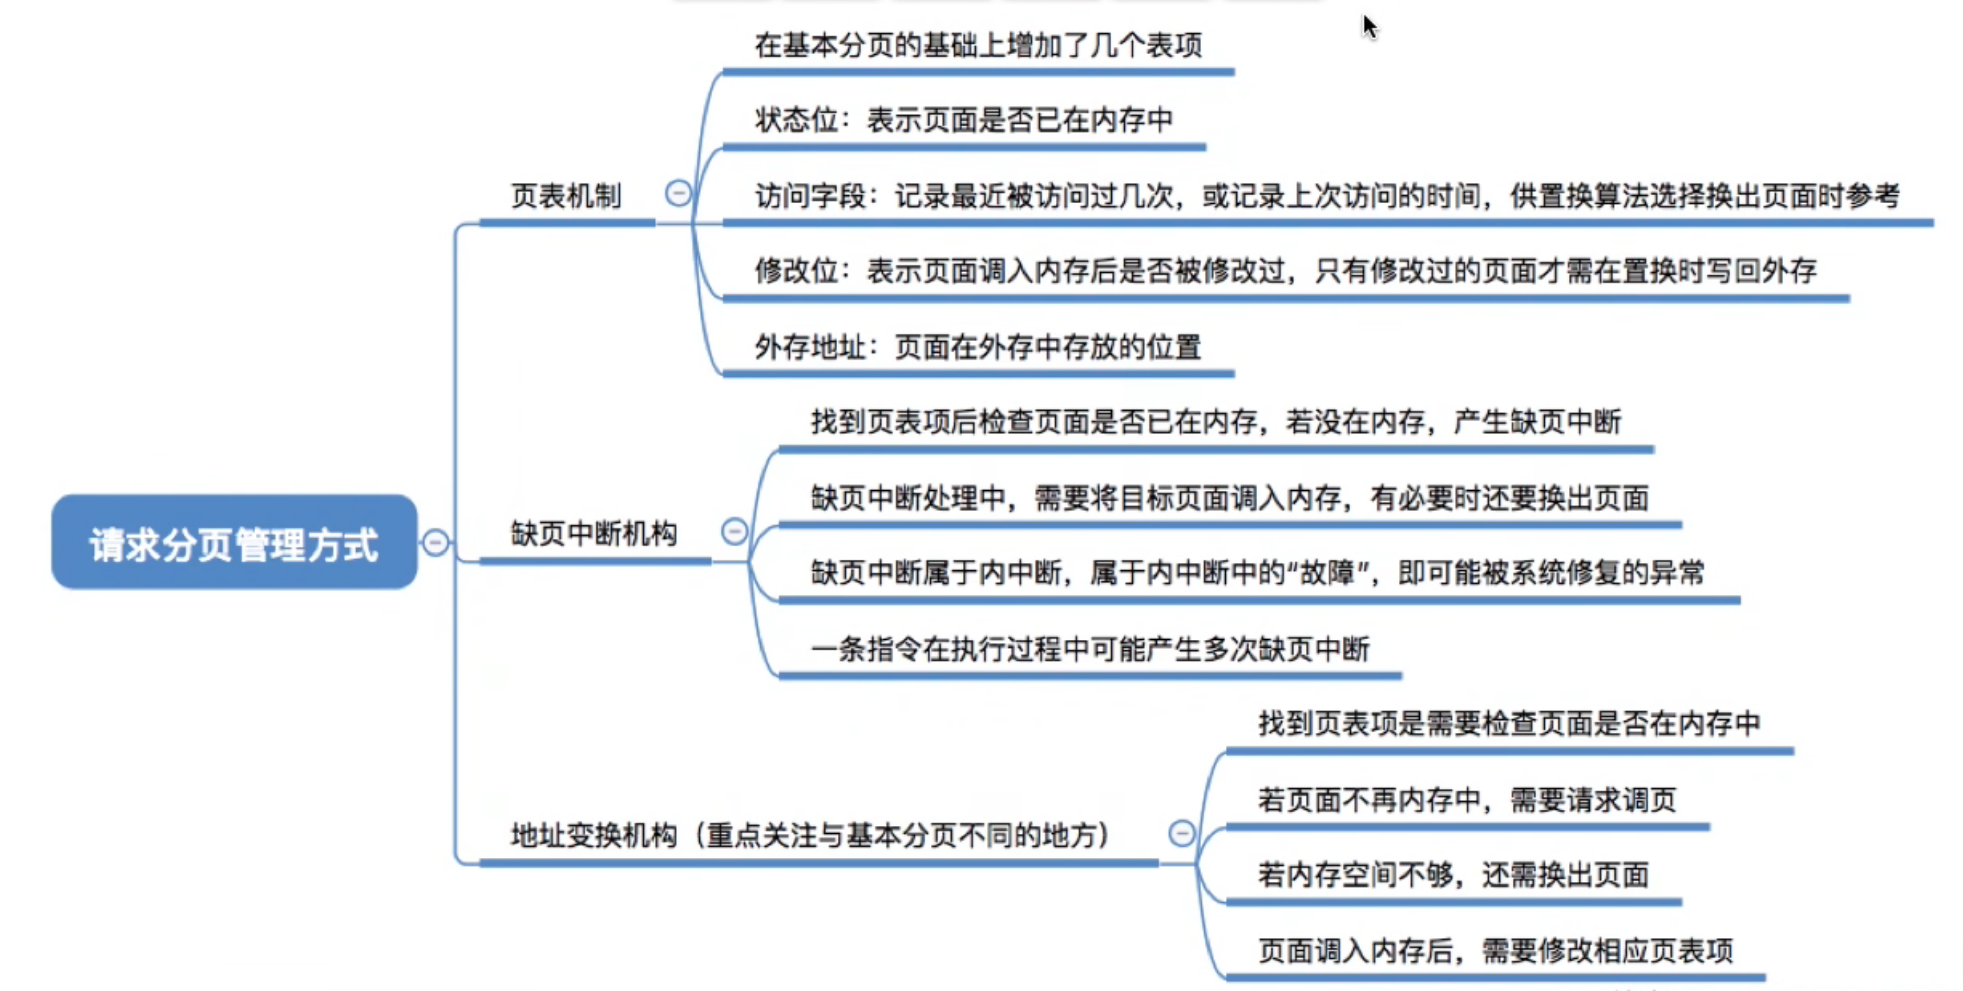 在基本分页的基础上增加了几个表项
状态位：表示页面是否已在内存中
页表机制
访问字段：记录最近被访问过几次，或记录上次访问的时间，供置换算法选择换出页面时参考
修改位：表示页面调入内存后是否被修改过，只有修改过的页面才需在置换时写回外存
外存地址：页面在外存中存放的位置
找到页表项后检查页面是否已在内存，若没在内存，产生缺页中断
缺页中断处理中，需要将目标页面调入内存，有必要时还要换出页面
请求分页管理方式
缺页中断机构
缺页中断属于内中断，属于内中断中的“故障”，即可能被系统修复的异常
一条指令在执行过程中可能产生多次缺页中断
找到页表项是需要检查页面是否在内存中
若页面不再内存中，需要请求调页
地址变换机构（重点关注与基本分页不同的地方）
若内存空间不够，还需换出页面
页面调入内存后，需要修改相应页表项